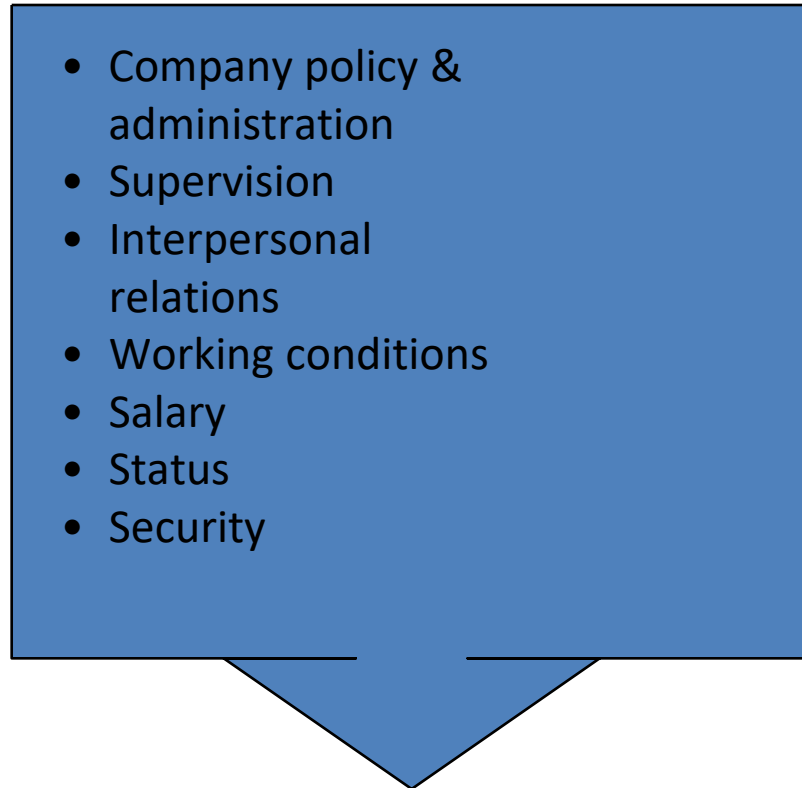 • Company policy &
administration
• Supervision
• Interpersonal
relations
• Working conditions
• Salary
• Status
• Security